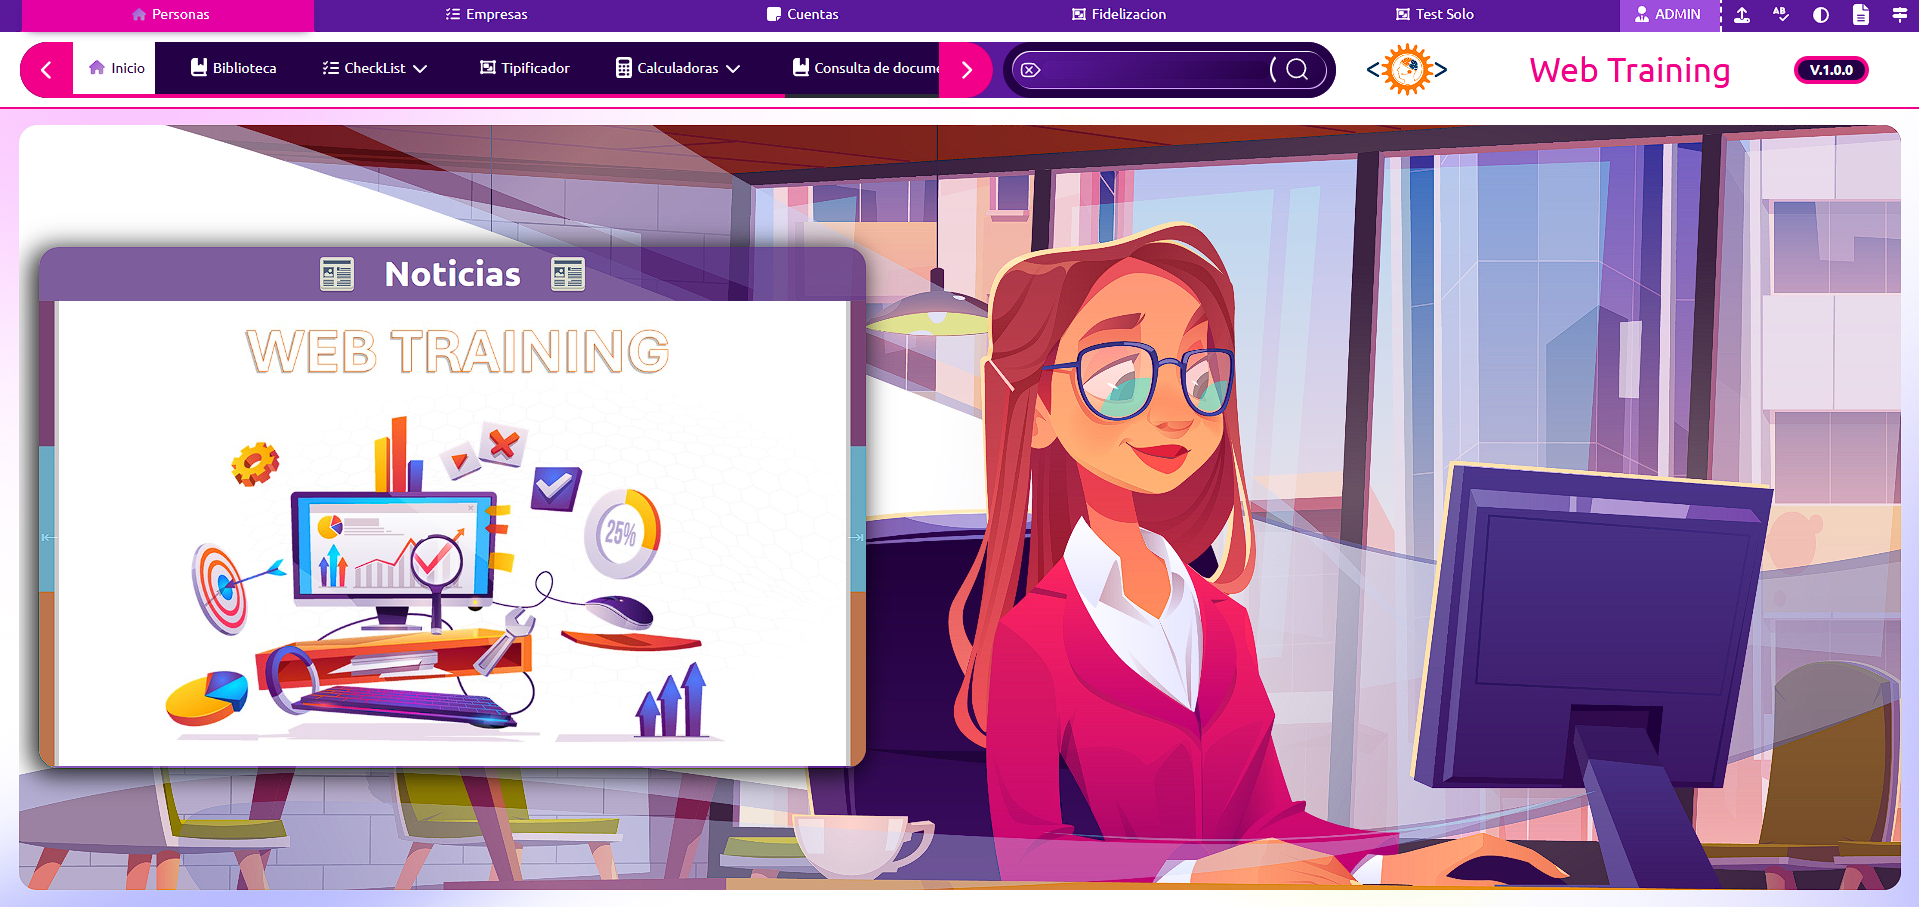 Personas
Empresas
Cuentas
Fidelizacion
Test Solo
ADMIN
Inicio
Biblioteca
CheckList
Tipificador
Calculadoras
Consulta de docume
Web Training
V.1.0.0
Noticias
WEB TRAINING
25%